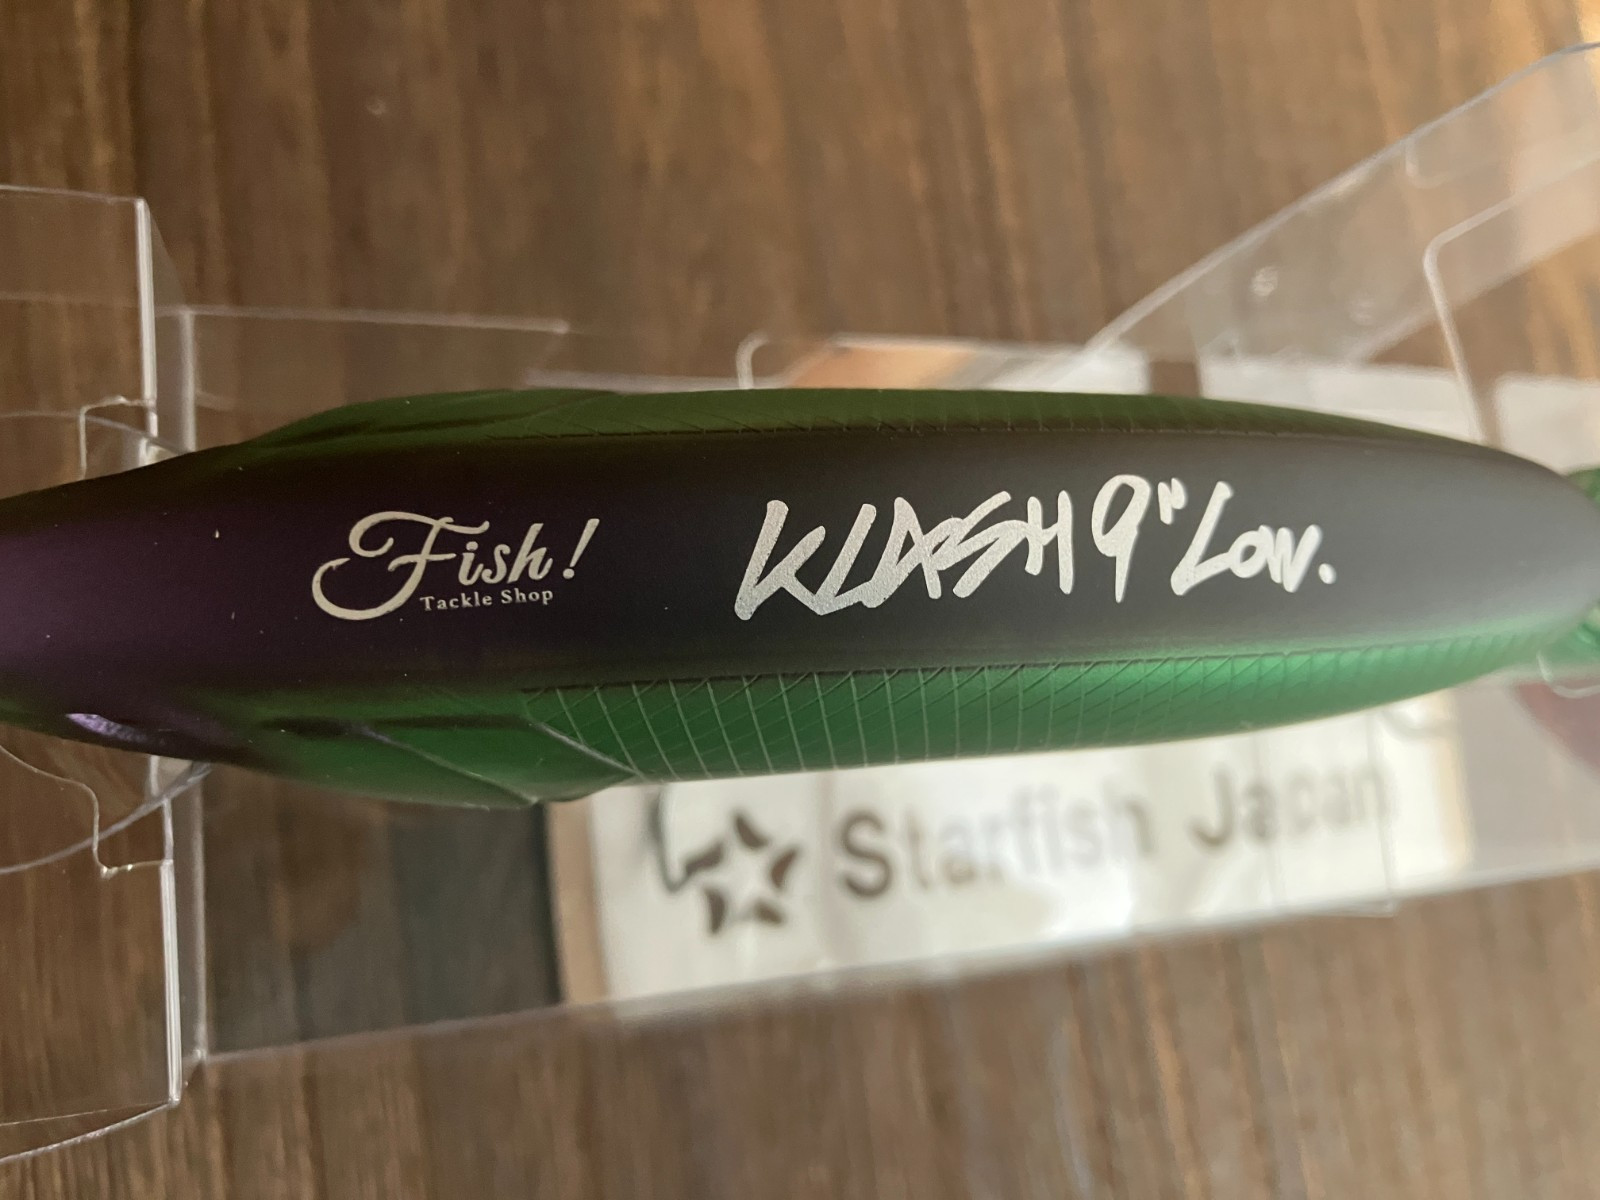 Fish!
Tackle Shop
KLASH 9" Low.
Starfish Japan